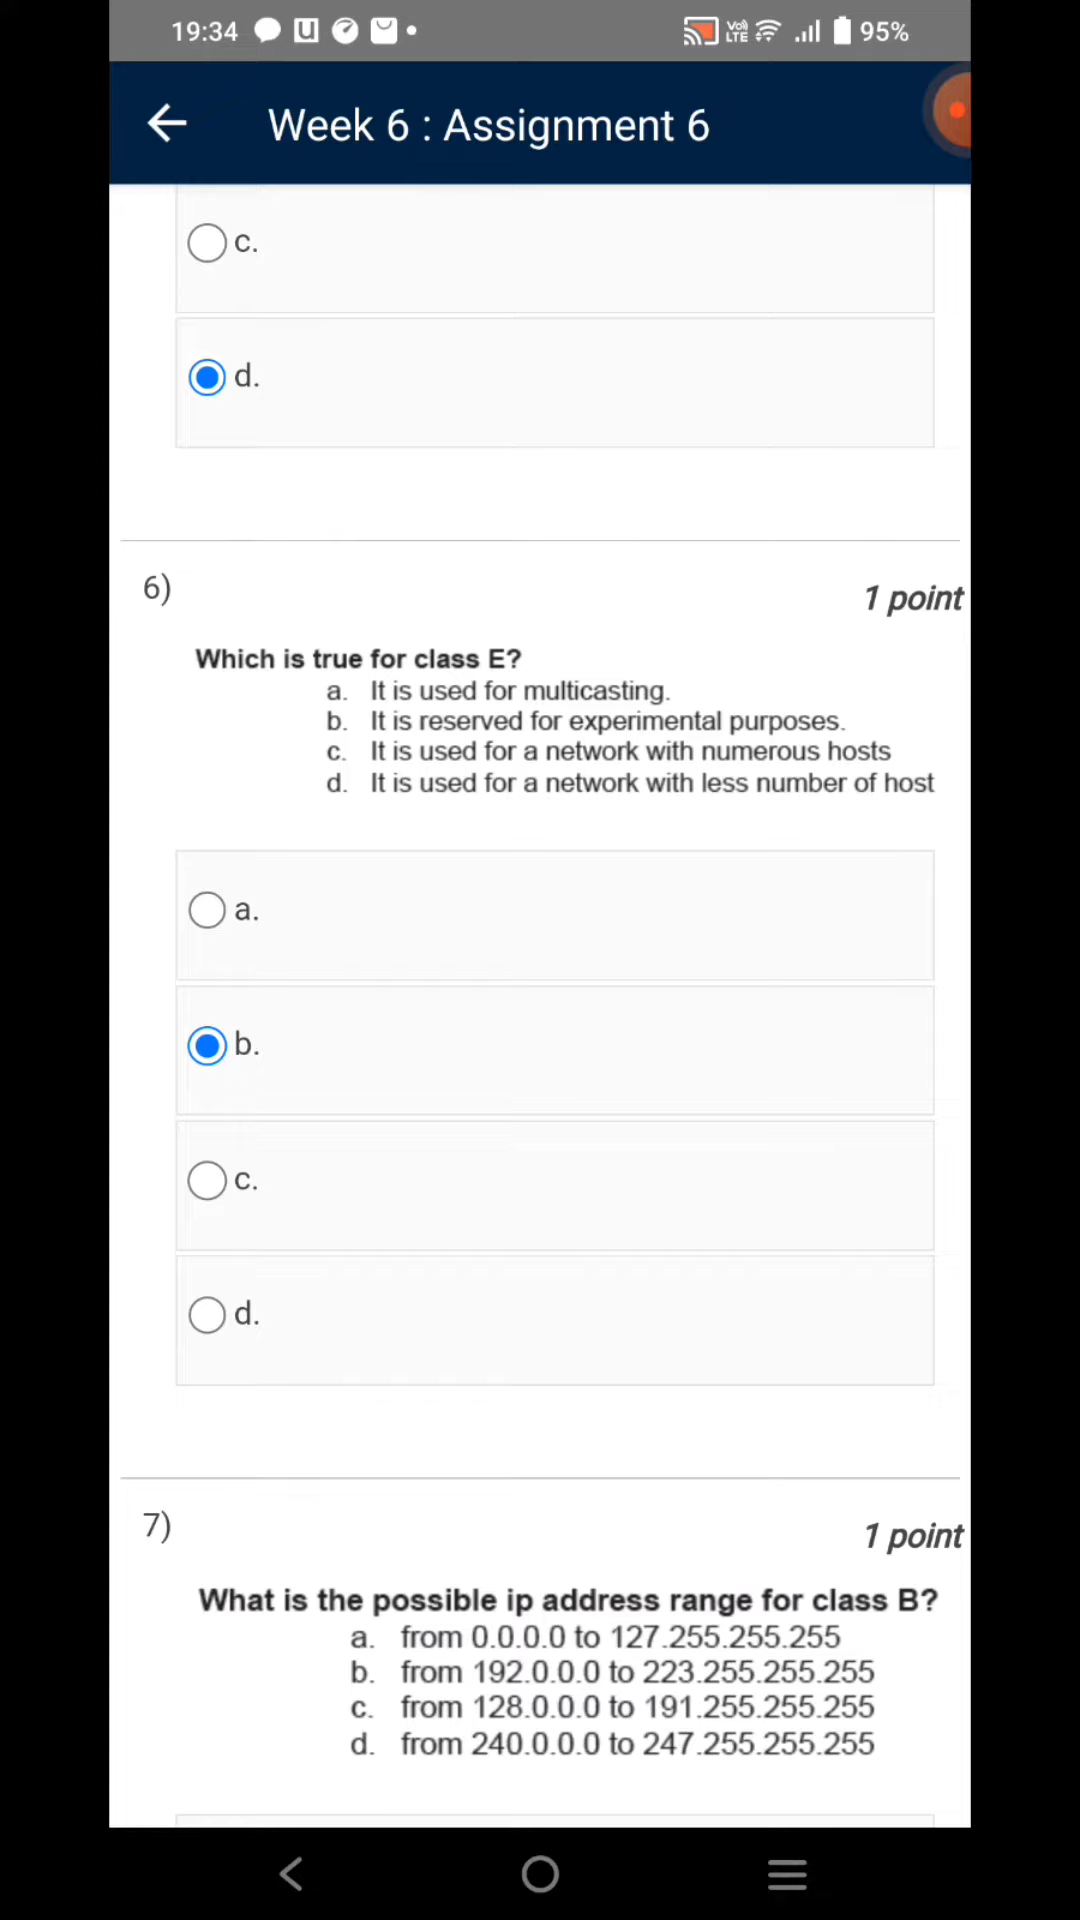 19:34 VoD LTE 95%
Week 6 : Assignment 6
c.
d.
6)
1 point
Which is true for class E?
a. It is used for multicasting.
b. It is reserved for experimental purposes.
c. It is used for a network with numerous hosts
d. It is used for a network with less number of host
a.
b.
c.
d.
7)
1 point
What is the possible ip address range for class B?
a. from 0.0.0.0 to 127.255.255.255
b. from 192.0.0.0 to 223.255.255.255
c. from 128.0.0.0 to 191.255.255.255
d. from 240.0.0.0 to 247.255.255.255